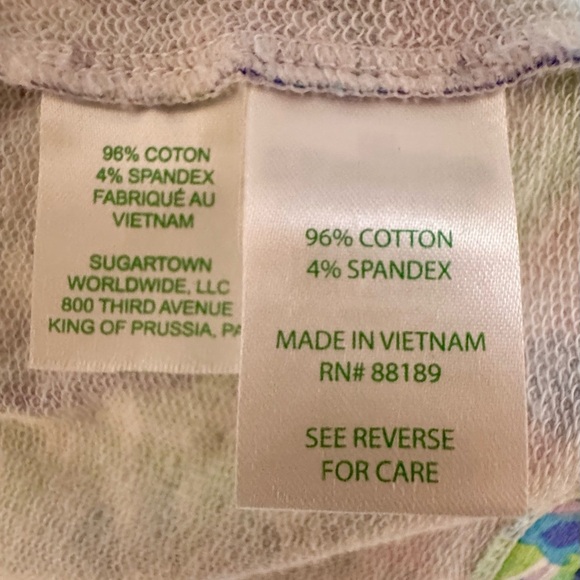 96% COTON
4% SPANDEX
FABRIQUÉ AU
VIETNAM
SUGARTOWN
WORLDWIDE, LLC
800 THIRD AVENUE
KING OF PRUSSIA, PA
96% COTTON
4% SPANDEX
MADE IN VIETNAM
RN# 88189
SEE REVERSE
FOR CARE